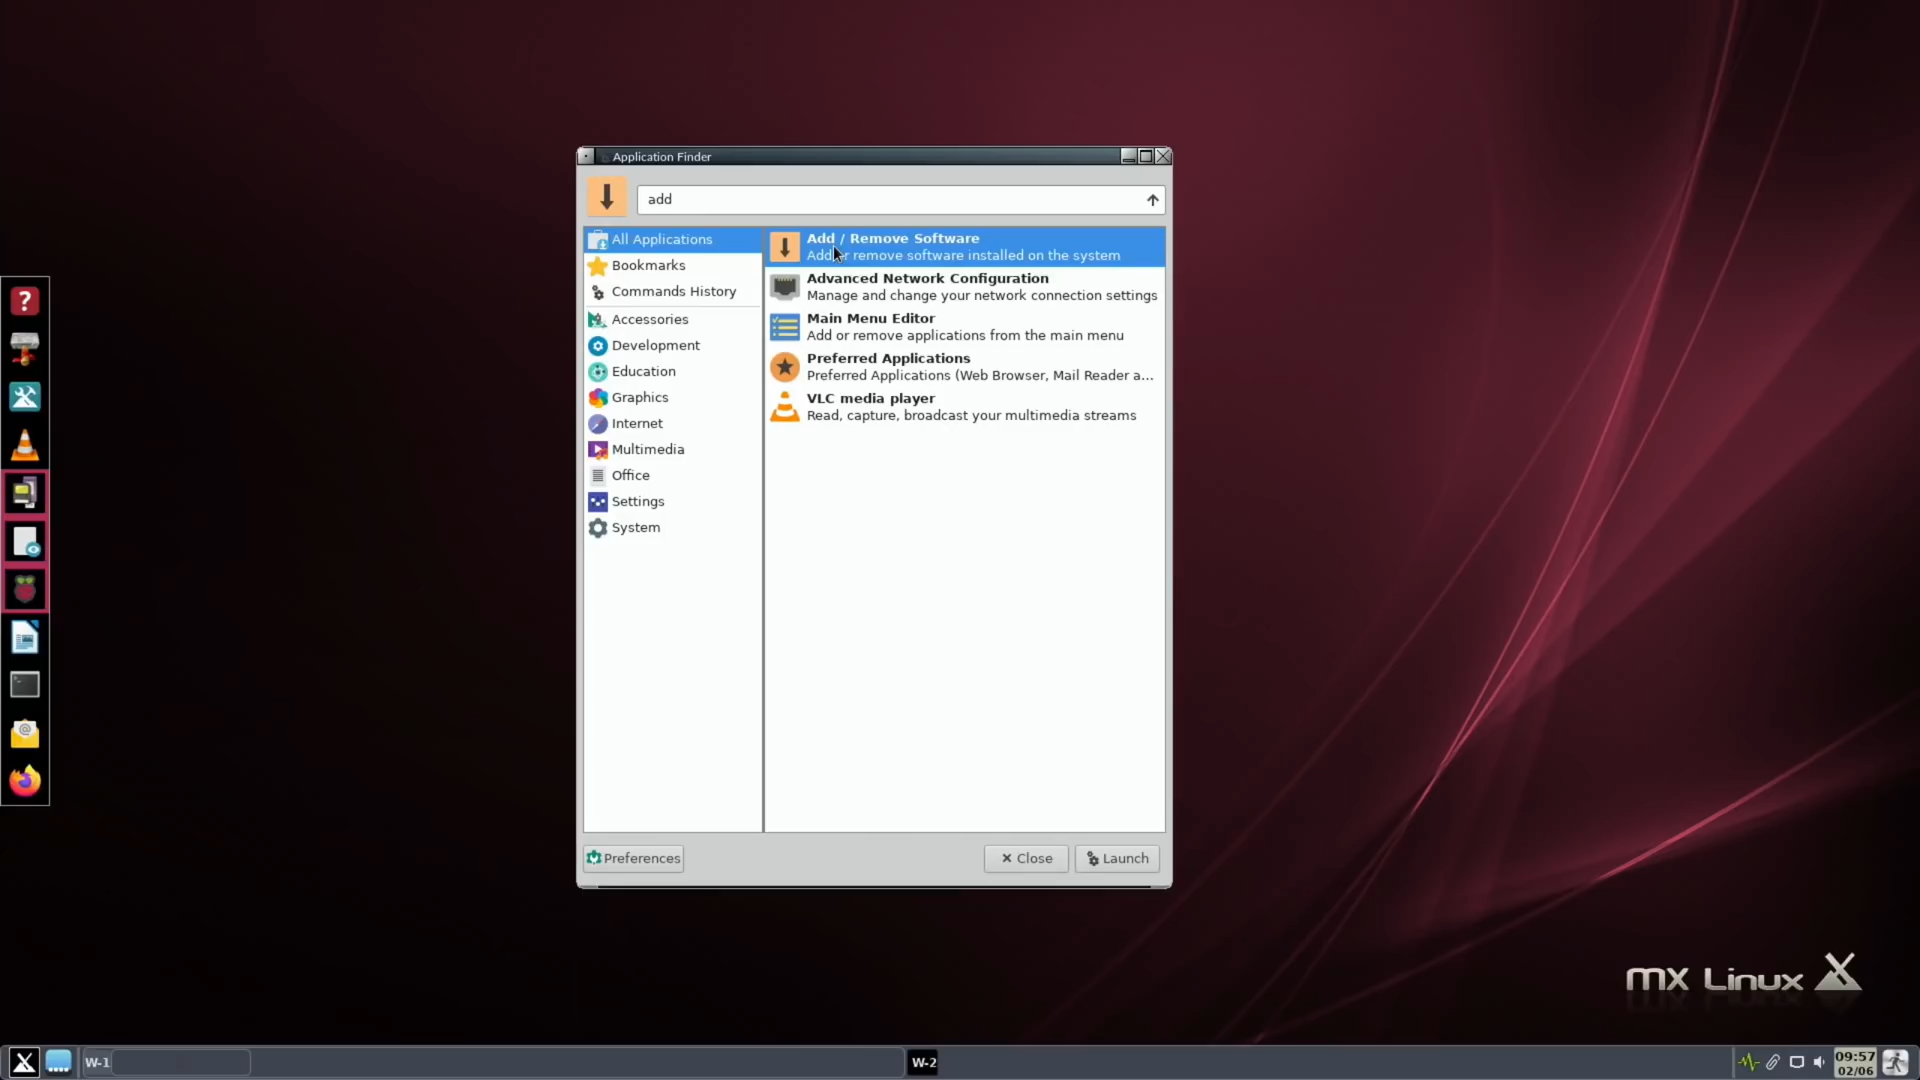 Application Finder
add
All Applications
Bookmarks
Commands History
Accessories
Development
Education
Graphics
Internet
Multimedia
Office
Settings
System
Add / Remove Software
Add or remove software installed on the system
Advanced Network Configuration
Manage and change your network connection settings
Main Menu Editor
Add or remove applications from the main menu
Preferred Applications
Preferred Applications (Web Browser, Mail Reader a...
VLC media player
Read, capture, broadcast your multimedia streams
Preferences
Close
Launch
MX Linux
W-1
W-2
09:57
02/06